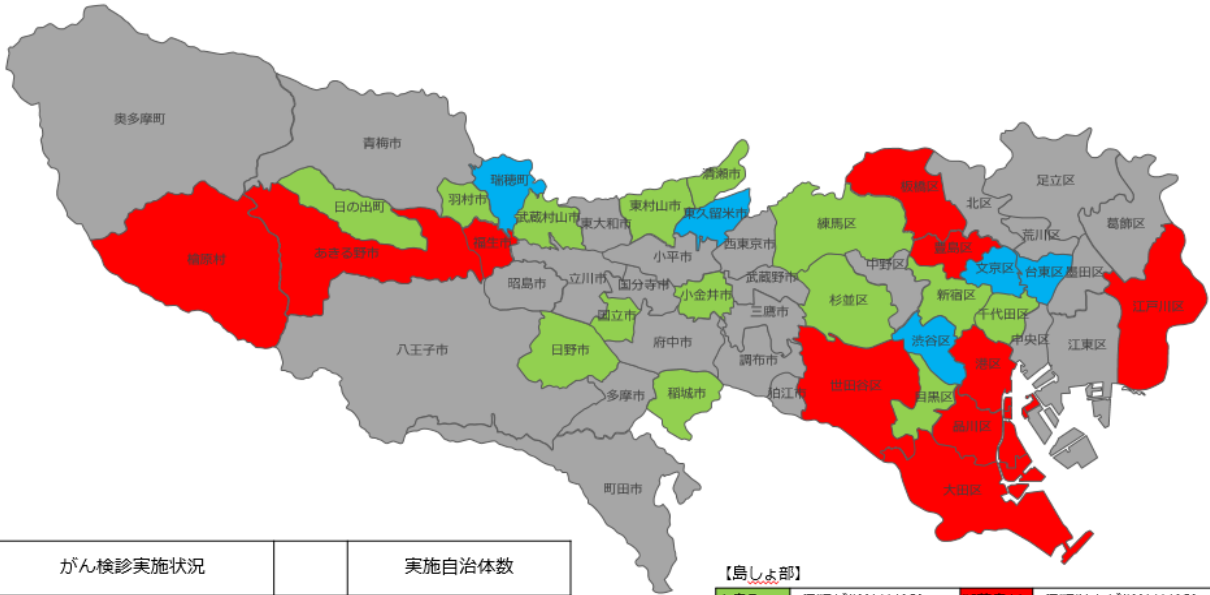 奥多摩町
青梅市
瑞穂町
清瀬市
羽村市
日の出町
武蔵村山市
東大和市
東村山市
東久留米市
西東京市
練馬区
板橋区
北区
足立区
葛飾区
荒川区
檜原村
あきる野市
福生市
昭島市
立川市
国分寺市
小平市
小金井市
武蔵野市
中野区
豊島区
文京区
台東区
墨田区
江戸川区
杉並区
新宿区
千代田区
三鷹市
国立市
八王子市
日野市
府中市
調布市
狛江市
渋谷区
港区
中央区
江東区
多摩市
稲城市
世田谷区
目黒区
品川区
大田区
町田市
がん検診実施状況
実施自治体数
【島しょ部】